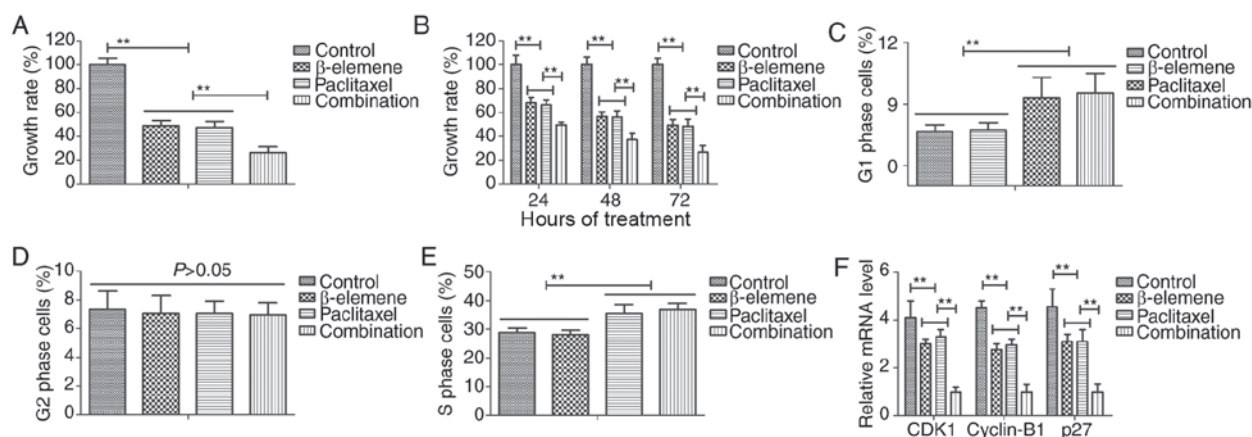 A
Growth rate (%)
120
100
80
60
40
20
0
**
**
Control
β-elemene
Paclitaxel
Combination
B
Growth rate (%)
120
100
80
60
40
20
0
**
**
**
**
**
**
24
48
72
Hours of treatment
Control
β-elemene
Paclitaxel
Combination
C
G1 phase cells (%)
12
9
0
**
Control
β-elemene
Paclitaxel
Combination
D
G2 phase cells (%)
8
6
4
2
0
P>0.05
Control
β-elemene
Paclitaxel
Combination
E
S phase cells (%)
50
40
30
20
10
0
**
Control
β-elemene
Paclitaxel
Combination
F
Relative mRNA level
6
4
2
0
**
**
**
**
**
**
CDK1
Cyclin-B1
p27
Control
β-elemene
Paclitaxel
Combination